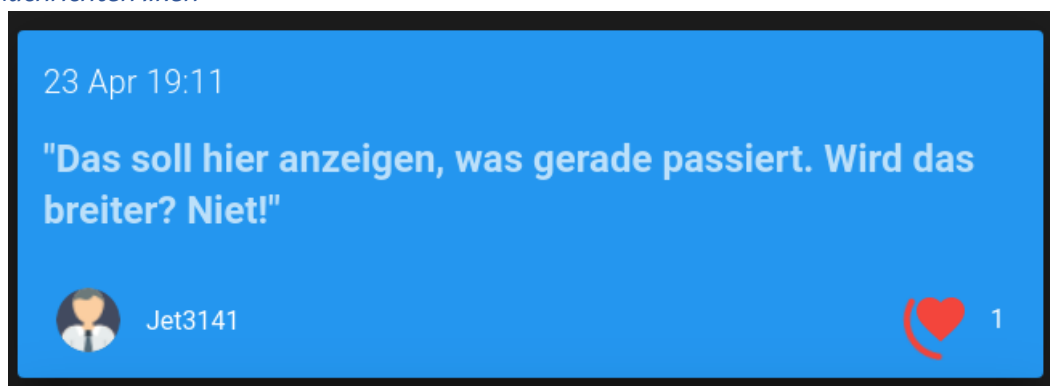 23 Apr 19:11
"Das soll hier anzeigen, was gerade passiert. Wird das
breiter? Niet!"
Jet3141
1